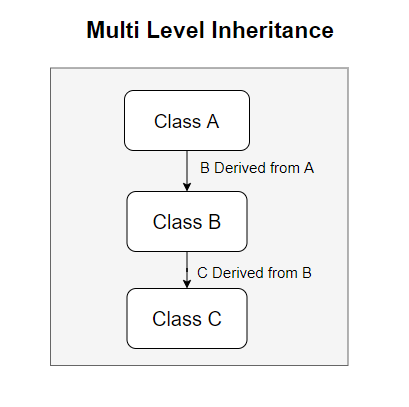 Multi Level Inheritance
Class A
B Derived from A
Class B
C Derived from B
Class C